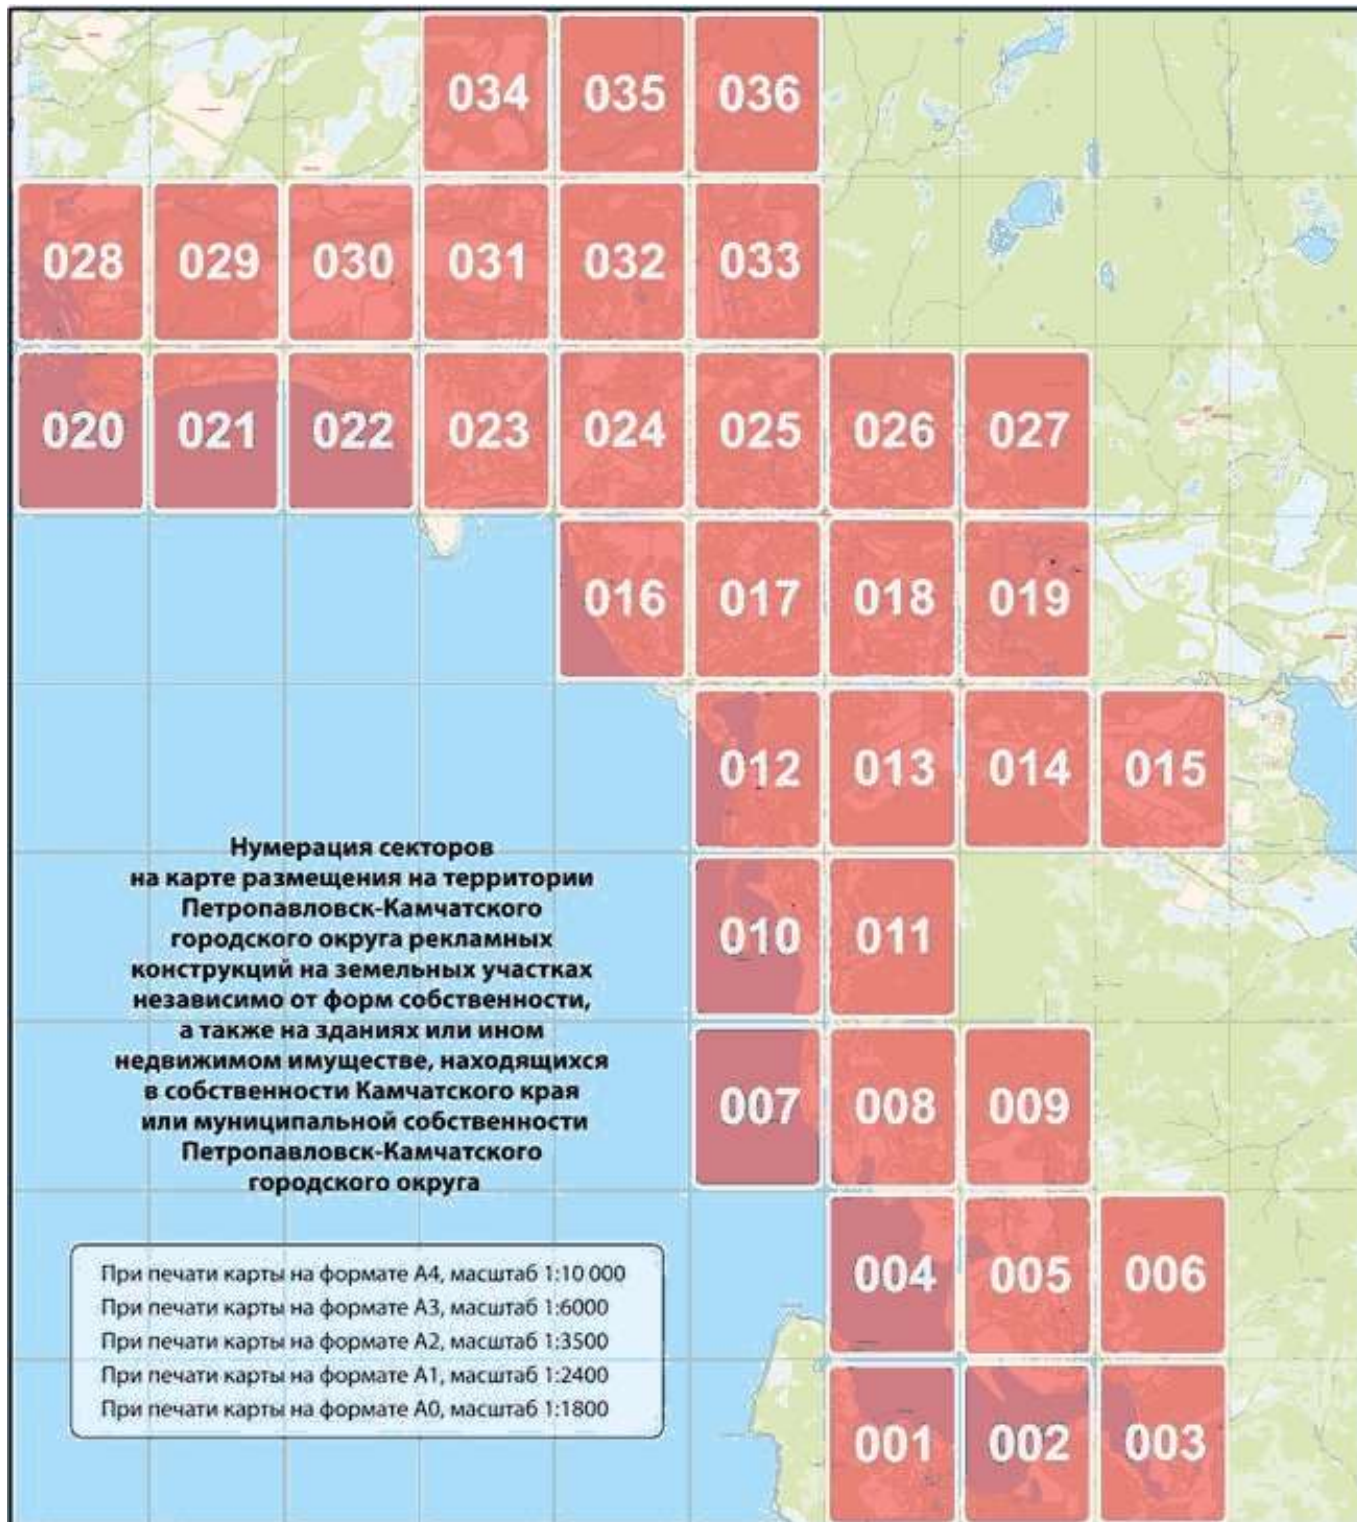 034 035 036
028 029 030 031 032 033
020 021 022 023 024 025 026 027
016 017 018 019
012 013 014 015
Нумерация секторов
на карте размещения на территории
Петропавловск-Камчатского
городского округа рекламных
конструкций на земельных участках
независимо от форм собственности,
а также на зданиях или ином
недвижимом имуществе, находящихся
в собственности Камчатского края
или муниципальной собственности
Петропавловск-Камчатского
городского округа
010 011
007 008 009
004 005 006
001 002 003
При печати карты на формате А4, масштаб 1:10 000
При печати карты на формате А3, масштаб 1:6000
При печати карты на формате А2, масштаб 1:3500
При печати карты на формате А1, масштаб 1:2400
При печати карты на формате А0, масштаб 1:1800